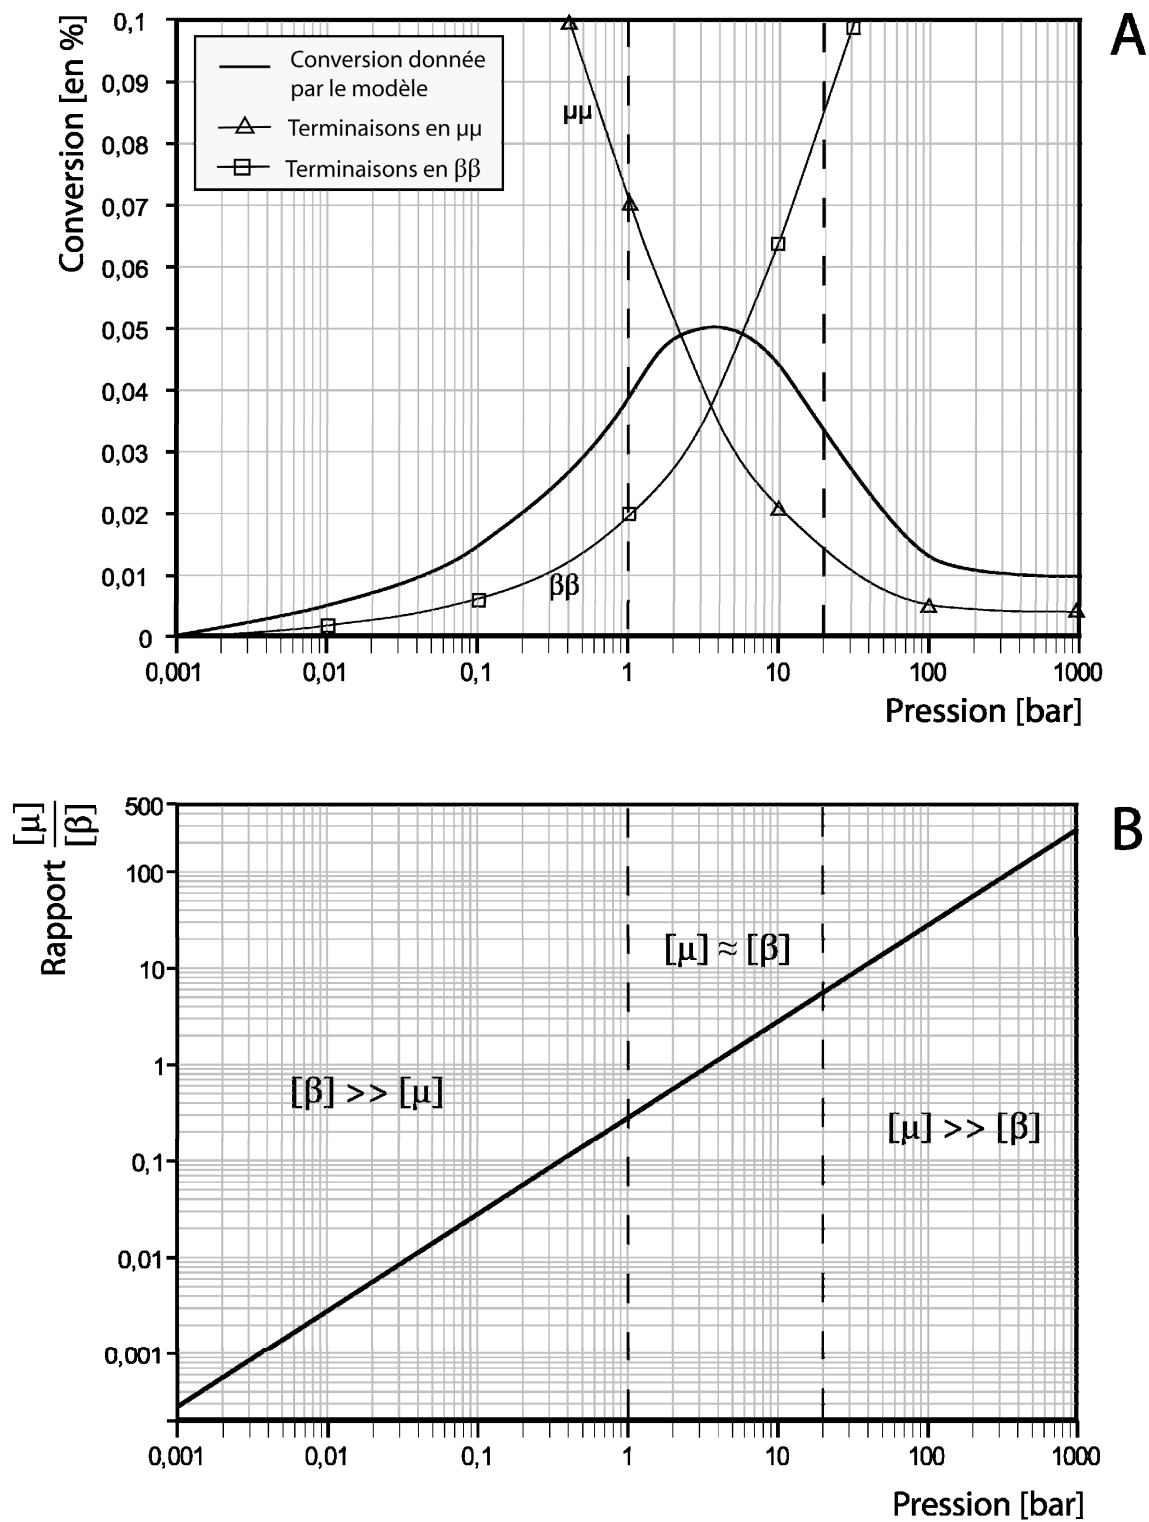 A
Conversion [en %]
0,1
0,09
0,08
0,07
0,06
0,05
0,04
0,03
0,02
0,01
0
Conversion donnée
par le modèle
Terminaisons en μμ
Terminaisons en ββ
μμ
ββ
0,001 0,01 0,1 1 10 100 1000
Pression [bar]
B
Rapport [μ]
[β]
500
100
10
1
0,1
0,01
0,001
[μ] ≈ [β]
[β] >> [μ]
[μ] >> [β]
0,001 0,01 0,1 1 10 100 1000
Pression [bar]